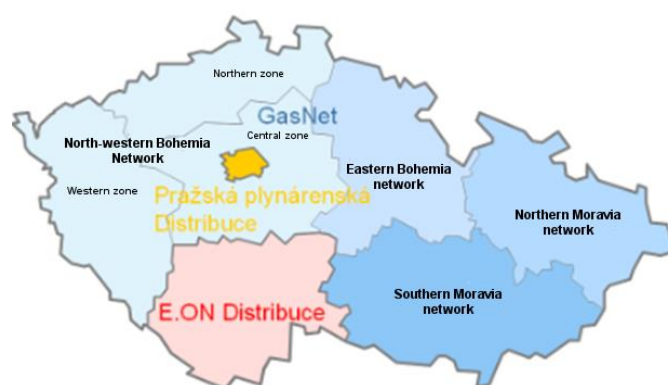 Northern zone
GasNet
Central zone
North-western Bohemia
Network
Western zone
Pražská plynárenská
Distribuce
Eastern Bohemia
network
Northern Moravia
network
Southern Moravia
network
E.ON Distribuce